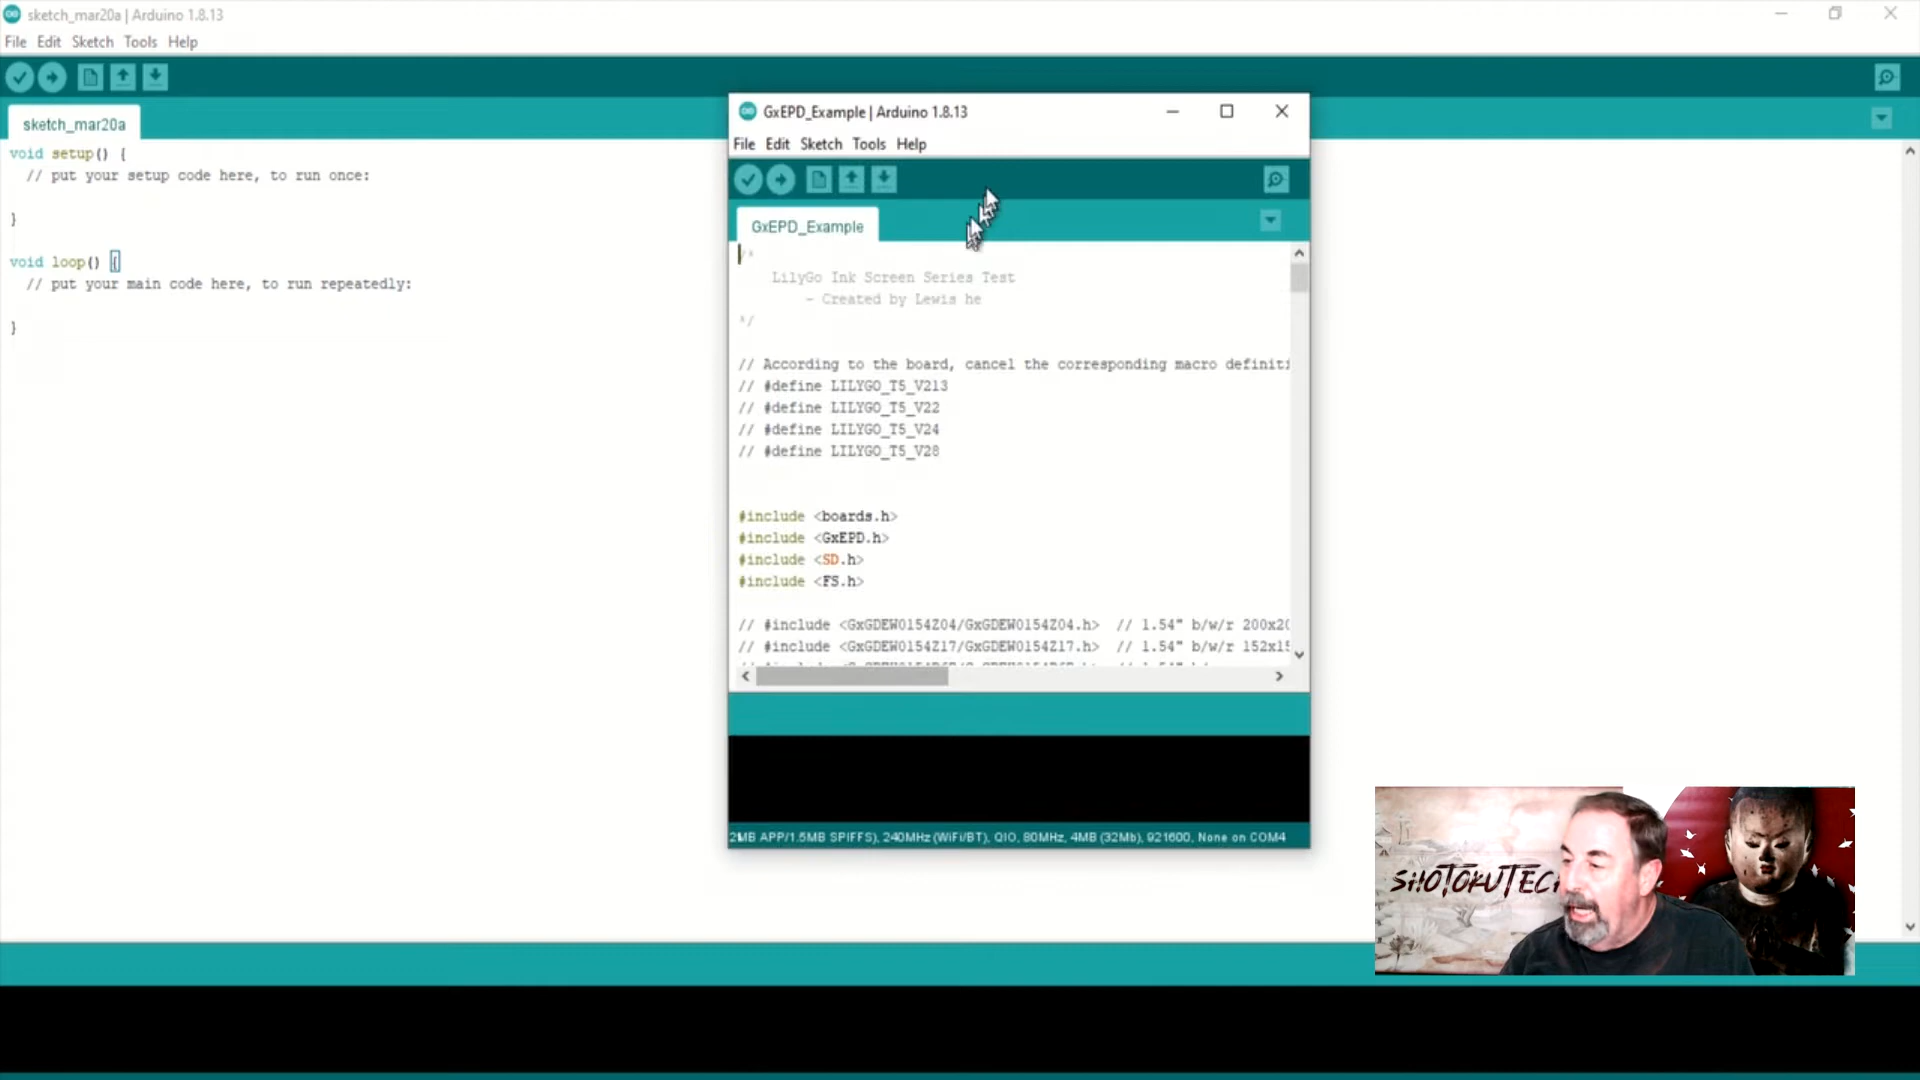 sketch_mar20a | Arduino 1.8.13
File Edit Sketch Tools Help
sketch_mar20a
void setup() {
// put your setup code here, to run once:
}
void loop() {
// put your main code here, to run repeatedly:
}
GxEPD_Example | Arduino 1.8.13
File Edit Sketch Tools Help
GxEPD_Example
/*
LilyGo Ink Screen Series Test
- Created by Lewis he
*/
// According to the board, cancel the corresponding macro definiti
// #define LILYGO_T5_V213
// #define LILYGO_T5_V22
// #define LILYGO_T5_V24
// #define LILYGO_T5_V28
#include <boards.h>
#include <GxEPD.h>
#include <SD.h>
#include <FS.h>
// #include <GxGDEW0154Z04/GxGDEW0154Z04.h> // 1.54" b/w/r 200x20
// #include <GxGDEW0154Z17/GxGDEW0154Z17.h> // 1.54" b/w/r 152x15
2MB APP/1.5MB SPIFFS), 240MHz (WiFi/BT), QIO, 80MHz, 4MB (32Mb), 921600, None on COM4
SHOTOKUTECH